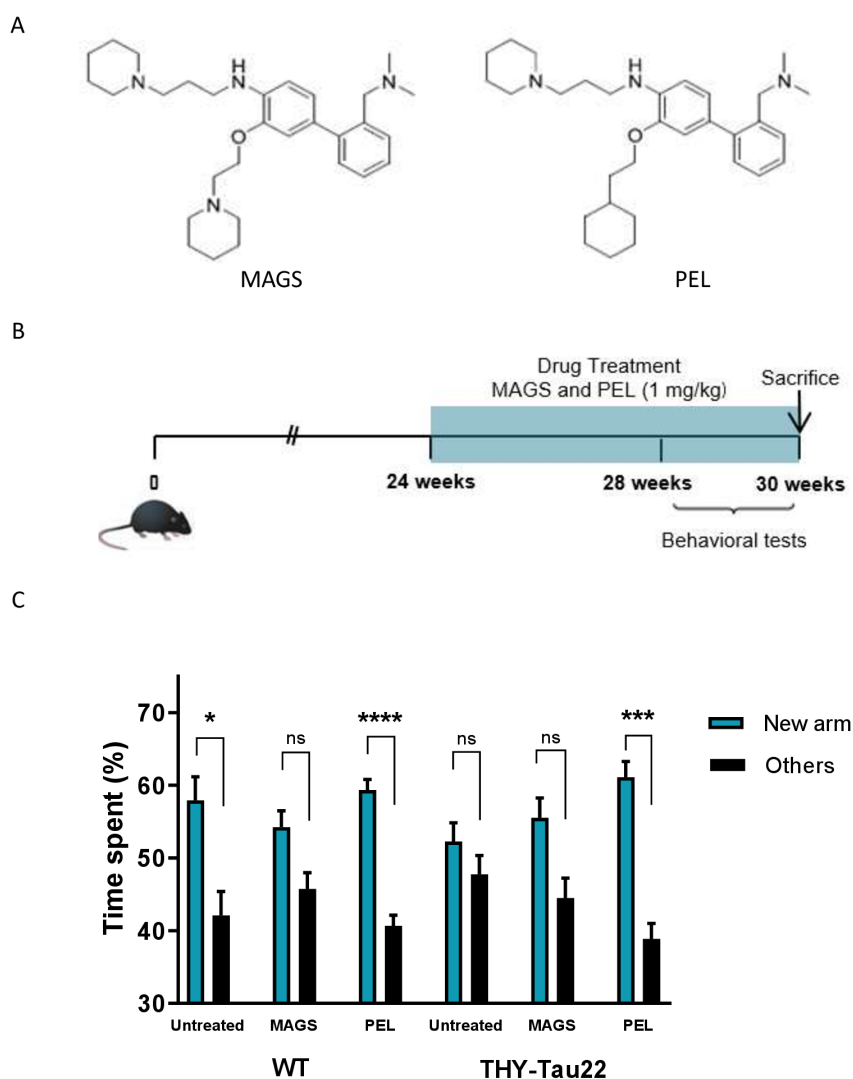 A
H
N
N
N
O
N
MAGS
H
N
N
N
O
PEL
B
Drug Treatment
MAGS and PEL (1 mg/kg)
Sacrifice
0
24 weeks
28 weeks
30 weeks
Behavioral tests
C
Time spent (%)
70
60
50
40
30
*
ns
****
ns
ns
***
New arm
Others
Untreated
MAGS
PEL
Untreated
MAGS
PEL
WT
THY-Tau22